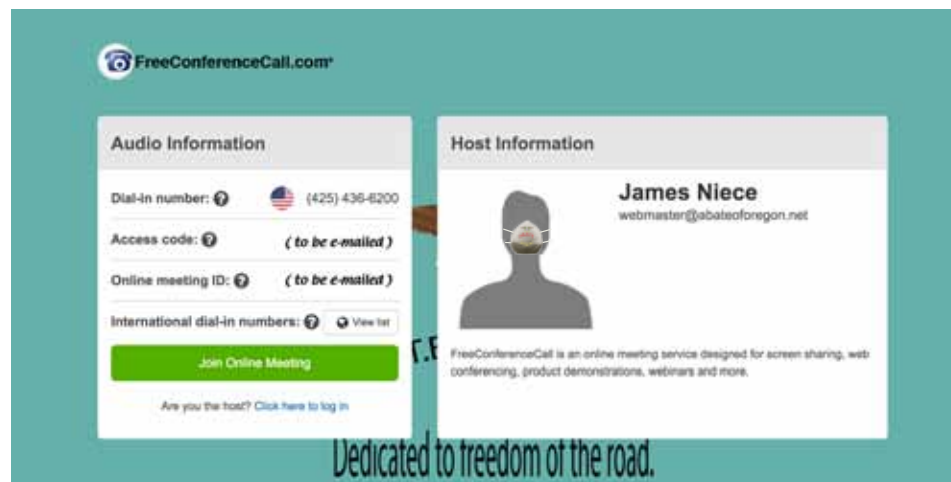 FreeConferenceCall.com
Audio Information
Dial-in number:
(425) 436-6200
Access code:
( to be e-mailed )
Online meeting ID:
( to be e-mailed )
International dial-in numbers:
View list
Join Online Meeting
Are you the host? Click here to log in
Host Information
James Niece
webmaster@abateoforegon.net
FreeConferenceCall is an online meeting service designed for screen sharing, web
conferencing, product demonstrations, webinars and more.
Dedicated to freedom of the road.